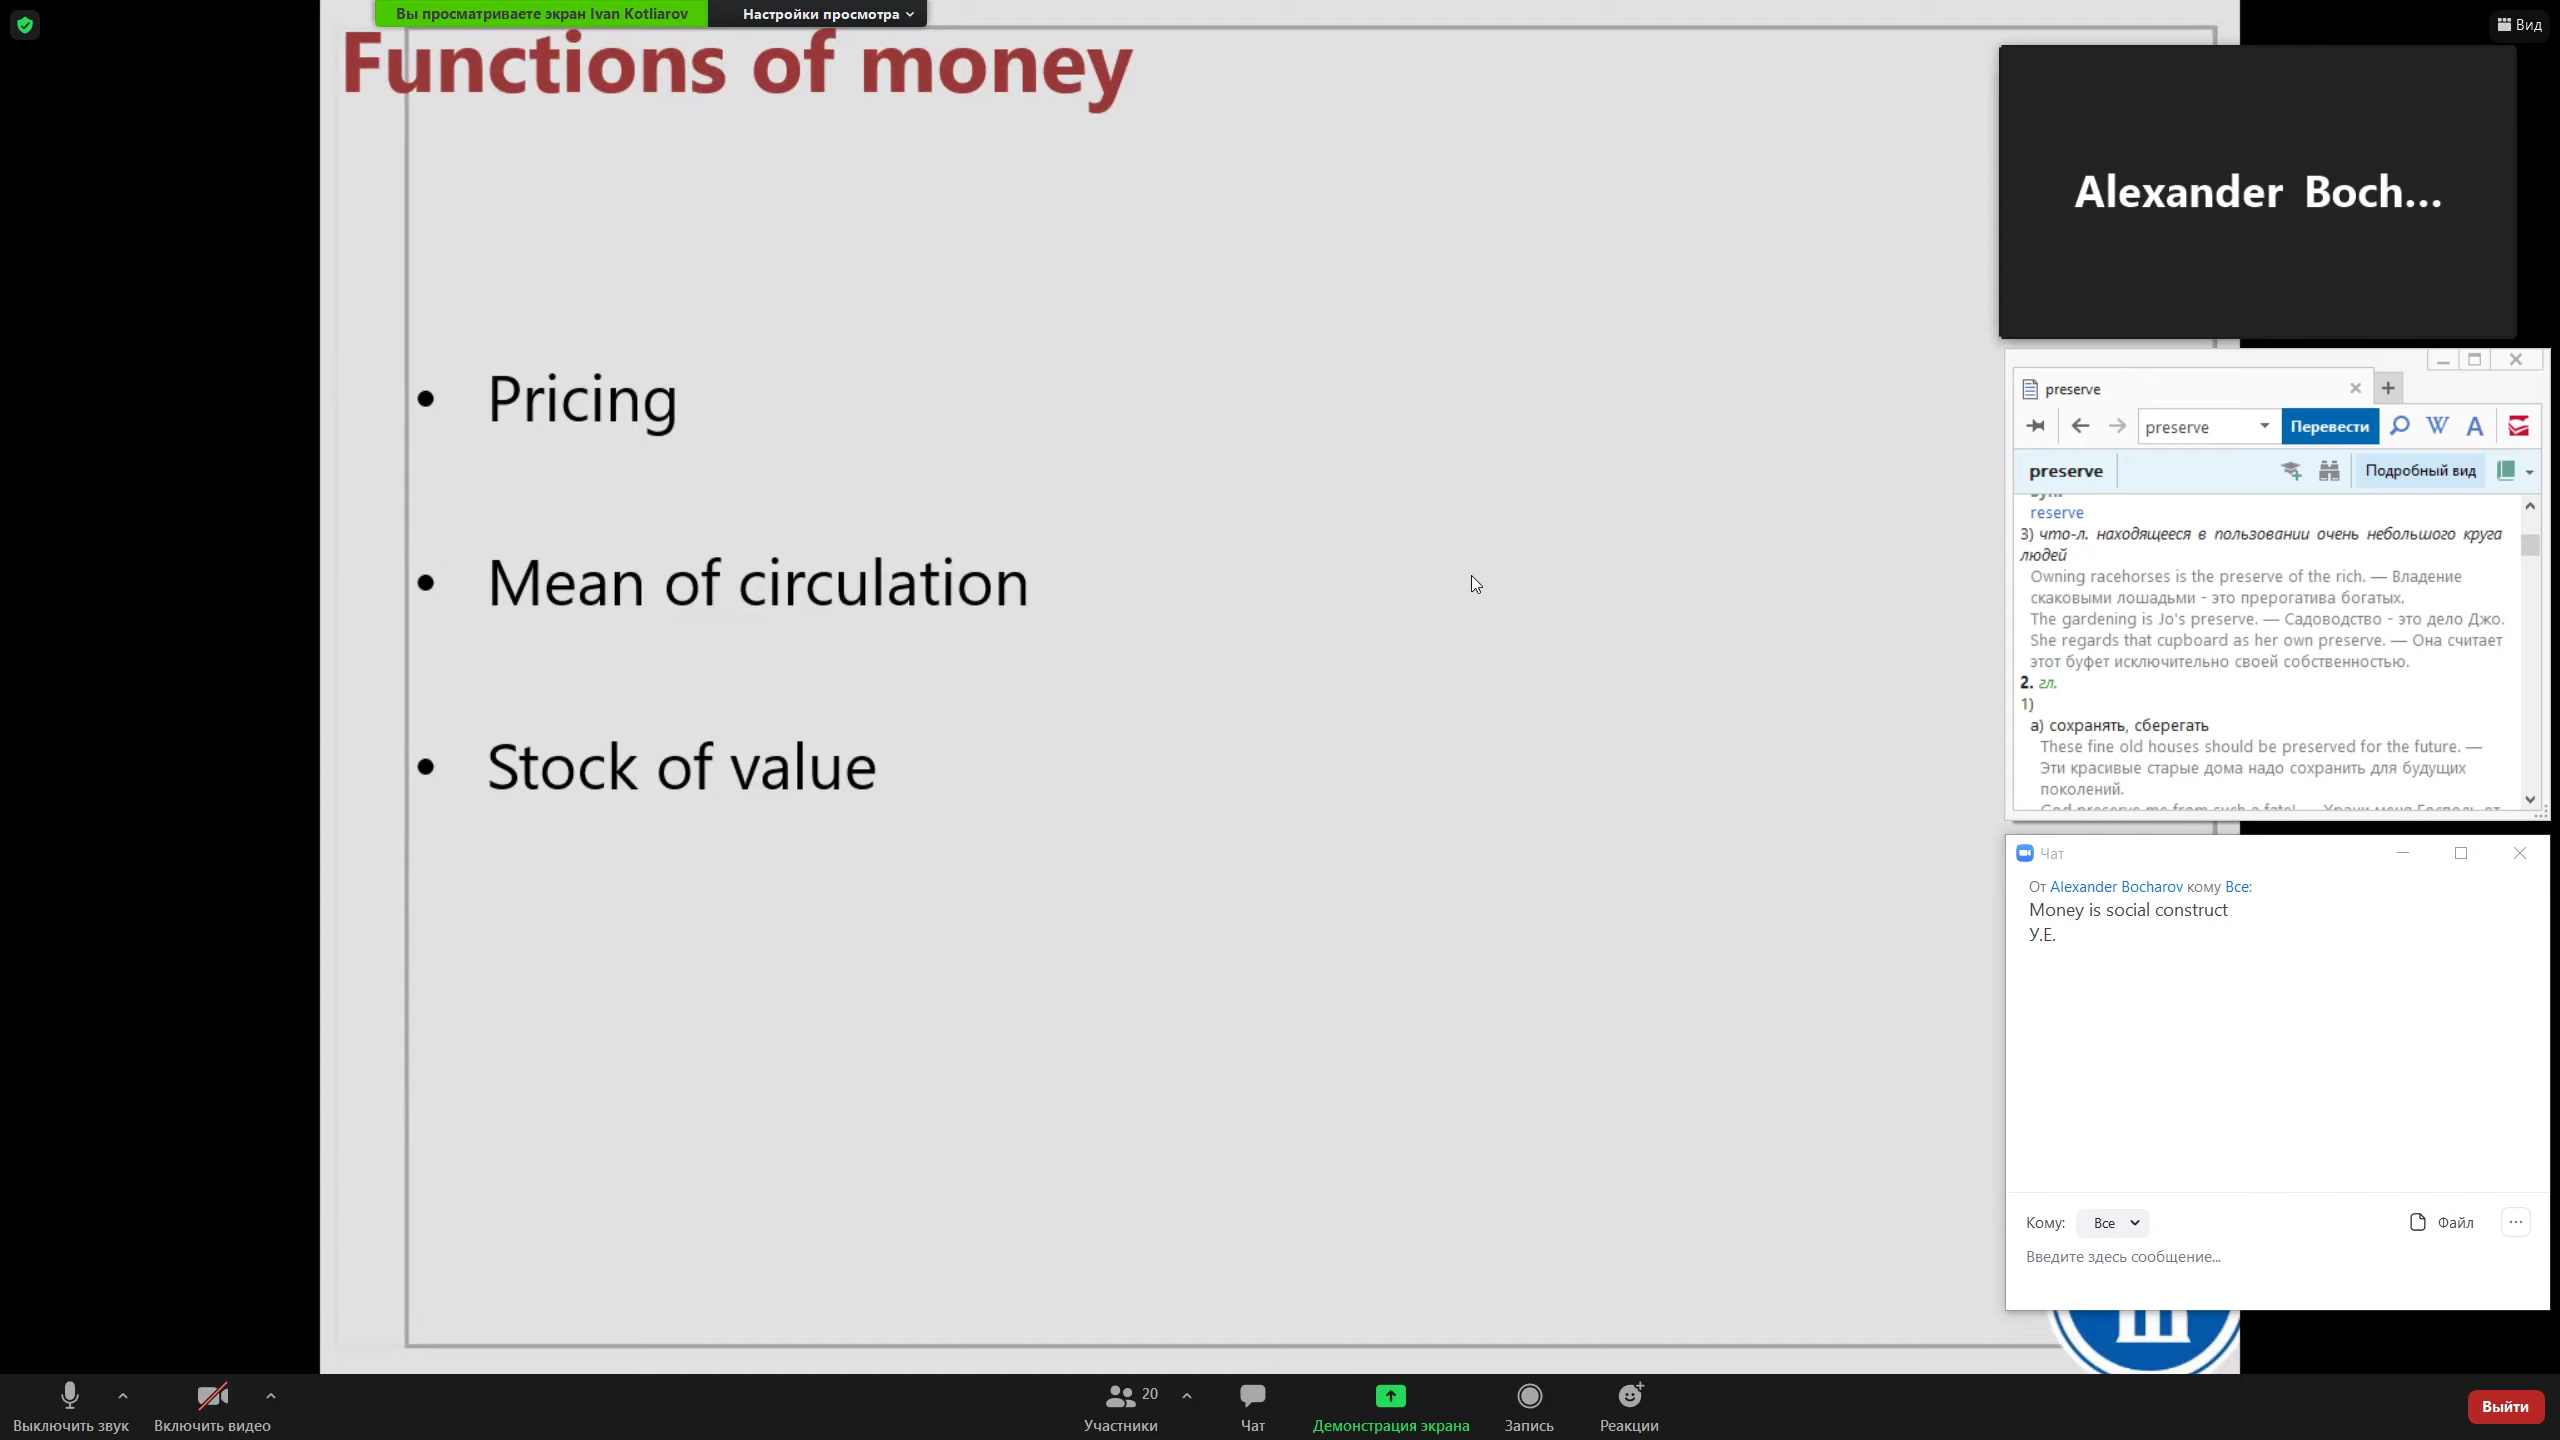 Вы просматриваете экран Ivan Kotliarov
Настройки просмотра
Вид
Functions of money
• Pricing
• Mean of circulation
• Stock of value
Alexander Boch...
preserve
preserve
Перевести
preserve
Подробный вид
reserve
3) что-л. находящееся в пользовании очень небольшого круга
людей
Owning racehorses is the preserve of the rich. — Владение
скаковыми лошадьми - это прерогатива богатых.
The gardening is Jo's preserve. — Садоводство - это дело Джо.
She regards that cupboard as her own preserve. — Она считает
этот буфет исключительно своей собственностью.
2. гл.
1)
а) сохранять, сберегать
These fine old houses should be preserved for the future. —
Эти красивые старые дома надо сохранить для будущих
поколений.
Чат
От Alexander Bocharov кому Все:
Money is social construct
У.Е.
Кому: Все
Файл
Введите здесь сообщение...
Выключить звук
Включить видео
20
Участники
Чат
Демонстрация экрана
Запись
Реакции
Выйти